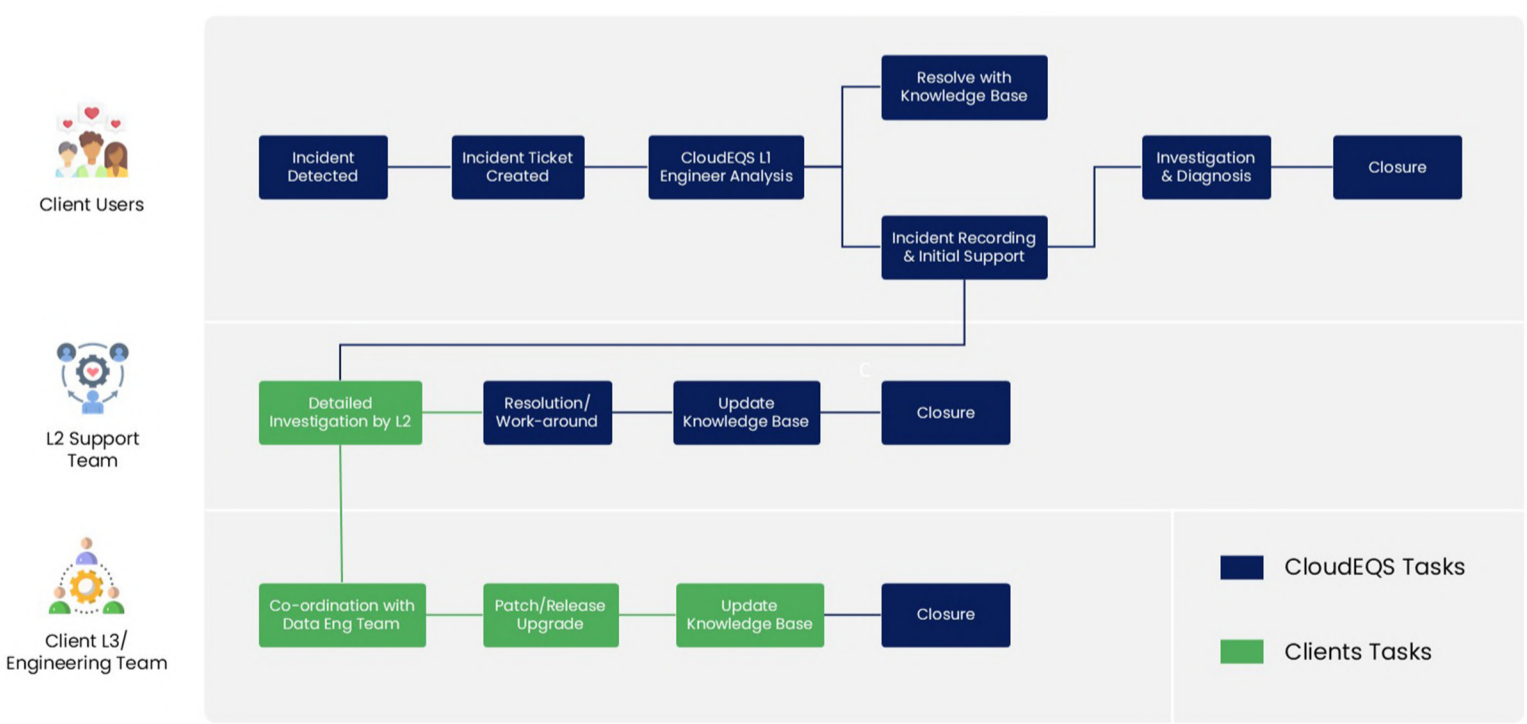 Client Users
Incident
Detected
Incident Ticket
Created
CloudEQS L1
Engineer Analysis
Resolve with
Knowledge Base
Incident Recording
& Initial Support
Investigation
& Diagnosis
Closure
L2 Support
Team
Detailed
Investigation by L2
Resolution/
Work-around
Update
Knowledge Base
C
Closure
Client L3/
Engineering Team
Co-ordination with
Data Eng Team
Patch/Release
Upgrade
Update
Knowledge Base
Closure
CloudEQS Tasks
Clients Tasks